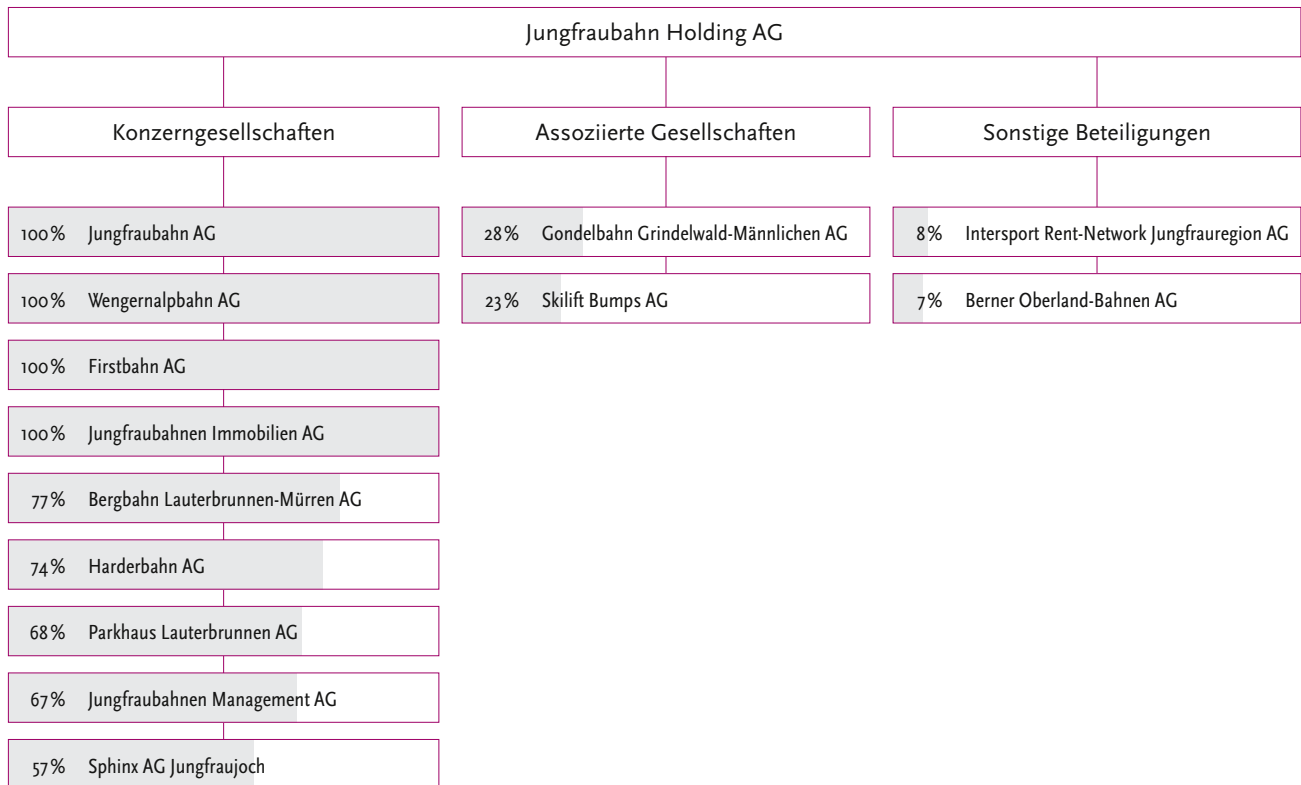 Jungfraubahn Holding AG
Konzerngesellschaften
100% Jungfraubahn AG
100% Wengernalpbahn AG
100% Firstbahn AG
100% Jungfraubahnen Immobilien AG
77% Bergbahn Lauterbrunnen-Mürren AG
74% Harderbahn AG
68% Parkhaus Lauterbrunnen AG
67% Jungfraubahnen Management AG
57% Sphinx AG Jungfraujoch
Assoziierte Gesellschaften
28% Gondelbahn Grindelwald-Männlichen AG
23% Skilift Bumps AG
Sonstige Beteiligungen
8% Intersport Rent-Network Jungfrauregion AG
7% Berner Oberland-Bahnen AG